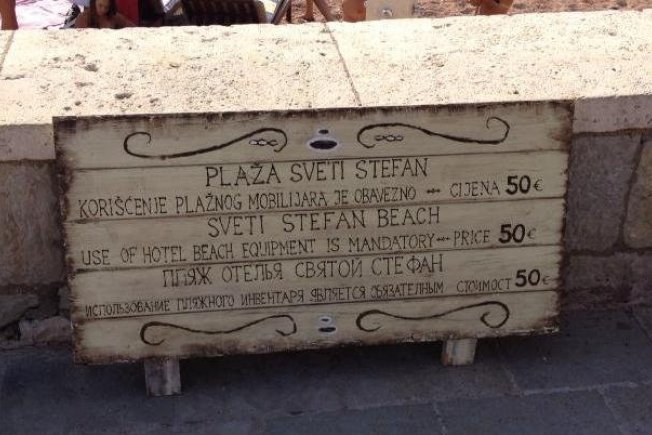 PLAŽA SVETI STEFAN
KORIŠĆENJE PLAŽNOG MOBILIJARA JE OBAVEZNO CIJENA 50€
SVETI STEFAN BEACH
USE OF HOTEL BEACH EQUIPMENT IS MANDATORY PRICE 50€
ПЛЯЖ ОТЕЛЬЯ СВЯТОЙ СТЕФАН
ИСПОЛЬЗОВАНИЕ ПЛЯЖНОГО ИНВЕНТАРЯ ЯВЛЯЕТСЯ ОБЯЗАТЕЛЬНЫМ СТОИМОСТ 50€